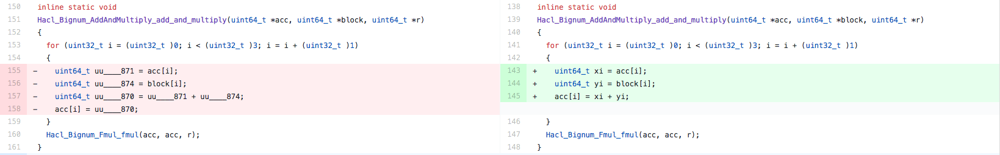 150 inline static void
151 Hacl_Bignum_AddAndMultiply_add_and_multiply(uint64_t *acc, uint64_t *block, uint64_t *r)
152 {
153   for (uint32_t i = (uint32_t )0; i < (uint32_t )3; i = i + (uint32_t )1)
154   {
155 -    uint64_t uu____871 = acc[i];
156 -    uint64_t uu____874 = block[i];
157 -    uint64_t uu____870 = uu____871 + uu____874;
158 -    acc[i] = uu____870;
159   }
160   Hacl_Bignum_Fmul_fmul(acc, acc, r);
161 }
138 inline static void
139 Hacl_Bignum_AddAndMultiply_add_and_multiply(uint64_t *acc, uint64_t *block, uint64_t *r)
140 {
141   for (uint32_t i = (uint32_t )0; i < (uint32_t )3; i = i + (uint32_t )1)
142   {
143 +    uint64_t xi = acc[i];
144 +    uint64_t yi = block[i];
145 +    acc[i] = xi + yi;
146   }
147   Hacl_Bignum_Fmul_fmul(acc, acc, r);
148 }